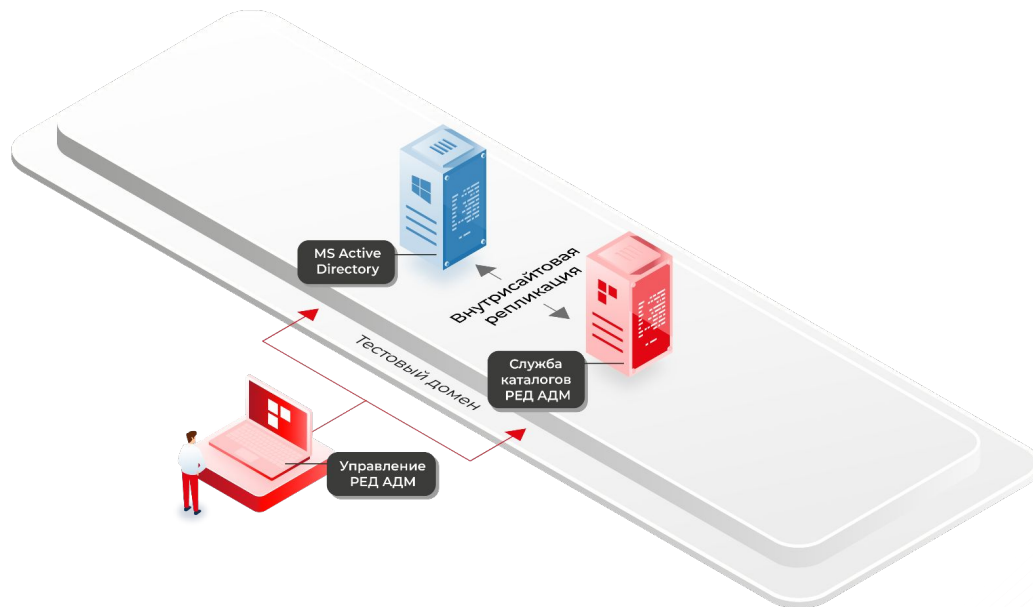 MS Active
Directory
Внутрисайтовая
репликация
Тестовый домен
Служба
каталогов
РЕД АДМ
Управление
РЕД АДМ